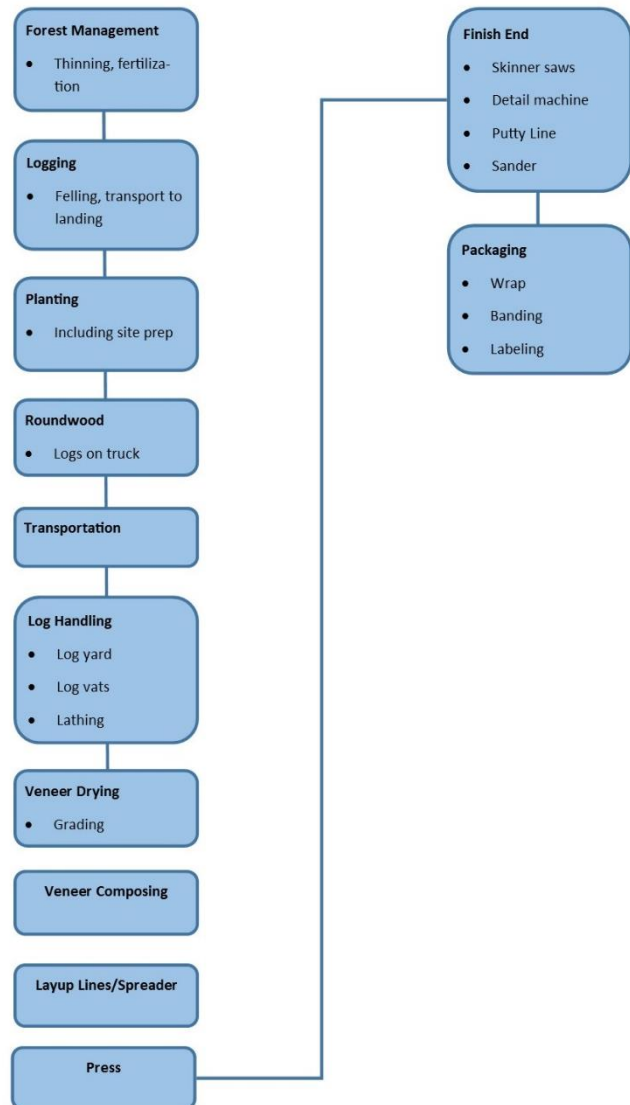 Forest Management
• Thinning, fertiliza-
tion
Logging
• Felling, transport to
landing
Planting
• Including site prep
Roundwood
• Logs on truck
Transportation
Log Handling
• Log yard
• Log vats
• Lathing
Veneer Drying
• Grading
Veneer Composing
Layup Lines/Spreader
Press
Finish End
• Skinner saws
• Detail machine
• Putty Line
• Sander
Packaging
• Wrap
• Banding
• Labeling